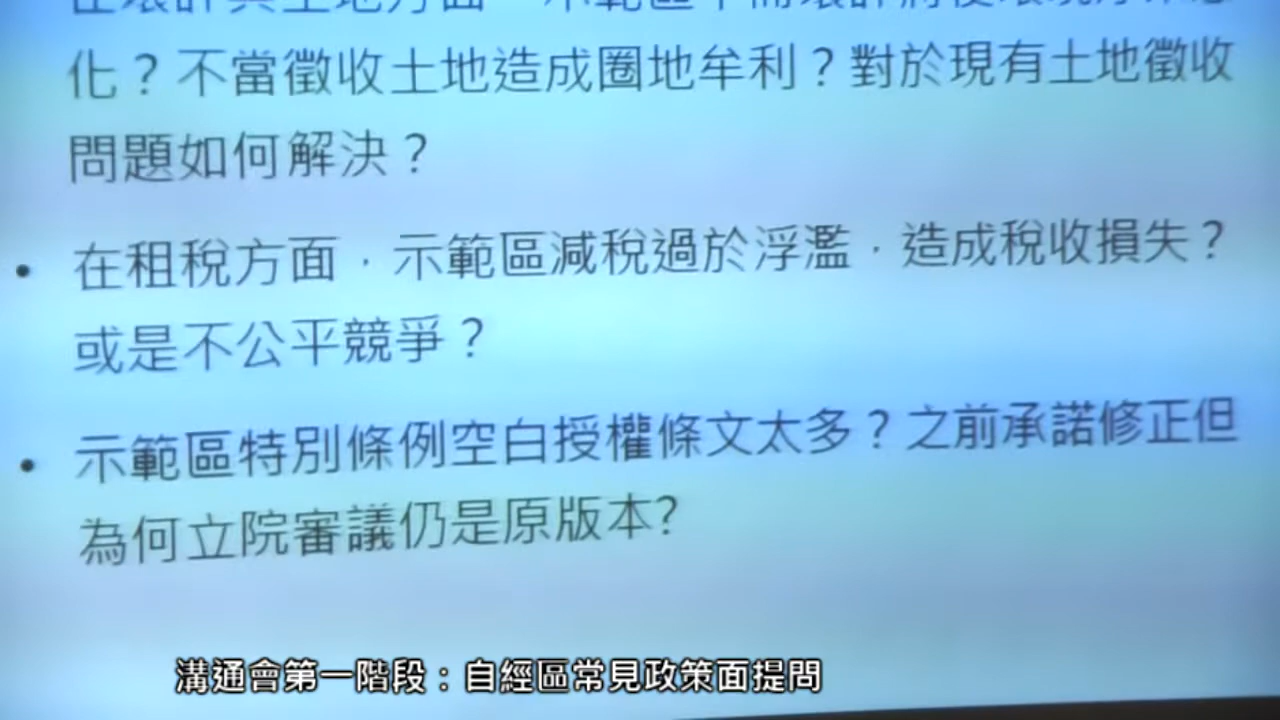 化？不當徵收土地造成圈地牟利？對於現有土地徵收
問題如何解決？
• 在租稅方面，示範區減稅過於浮濫，造成稅收損失？
或是不公平競爭？
• 示範區特別條例空白授權條文太多？之前承諾修正但
為何立院審議仍是原版本?
溝通會第一階段：自經區常見政策面提問